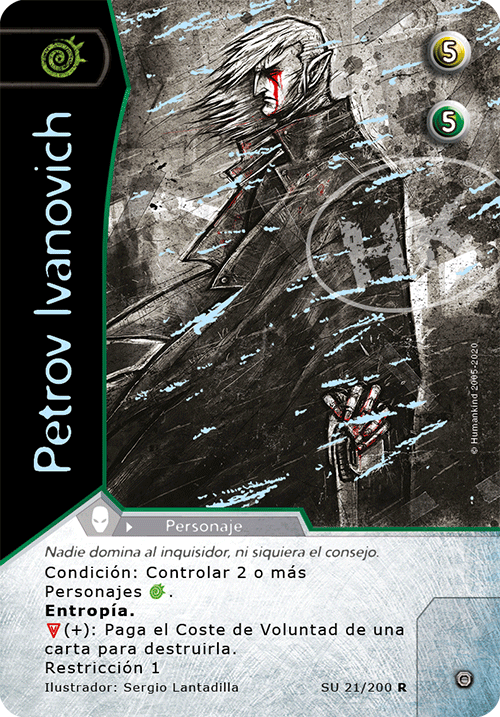 5
5
Petrov Ivanovich
HK
© Humankind 2005-2020
Personaje
Nadie domina al inquisidor, ni siquiera el consejo.
Condición: Controlar 2 o más
Personajes .
Entropía.
(+): Paga el Coste de Voluntad de una
carta para destruirla.
Restricción 1
Ilustrador: Sergio Lantadilla SU 21/200 R